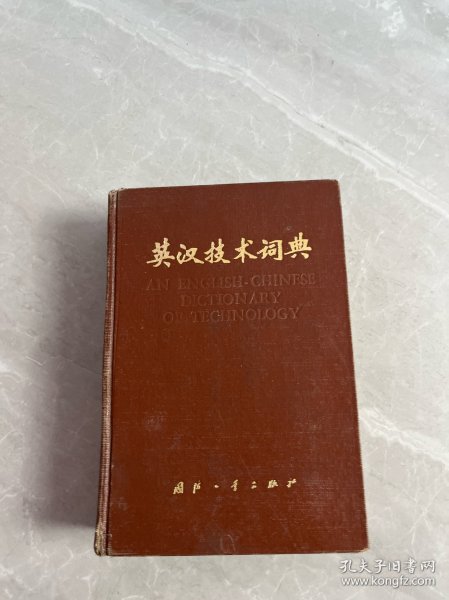 英汉技术词典
AN ENGLISH-CHINESE
DICTIONARY
OF TECHNOLOGY
国防工业出版社
孔夫子旧书网
www.kongfz.com